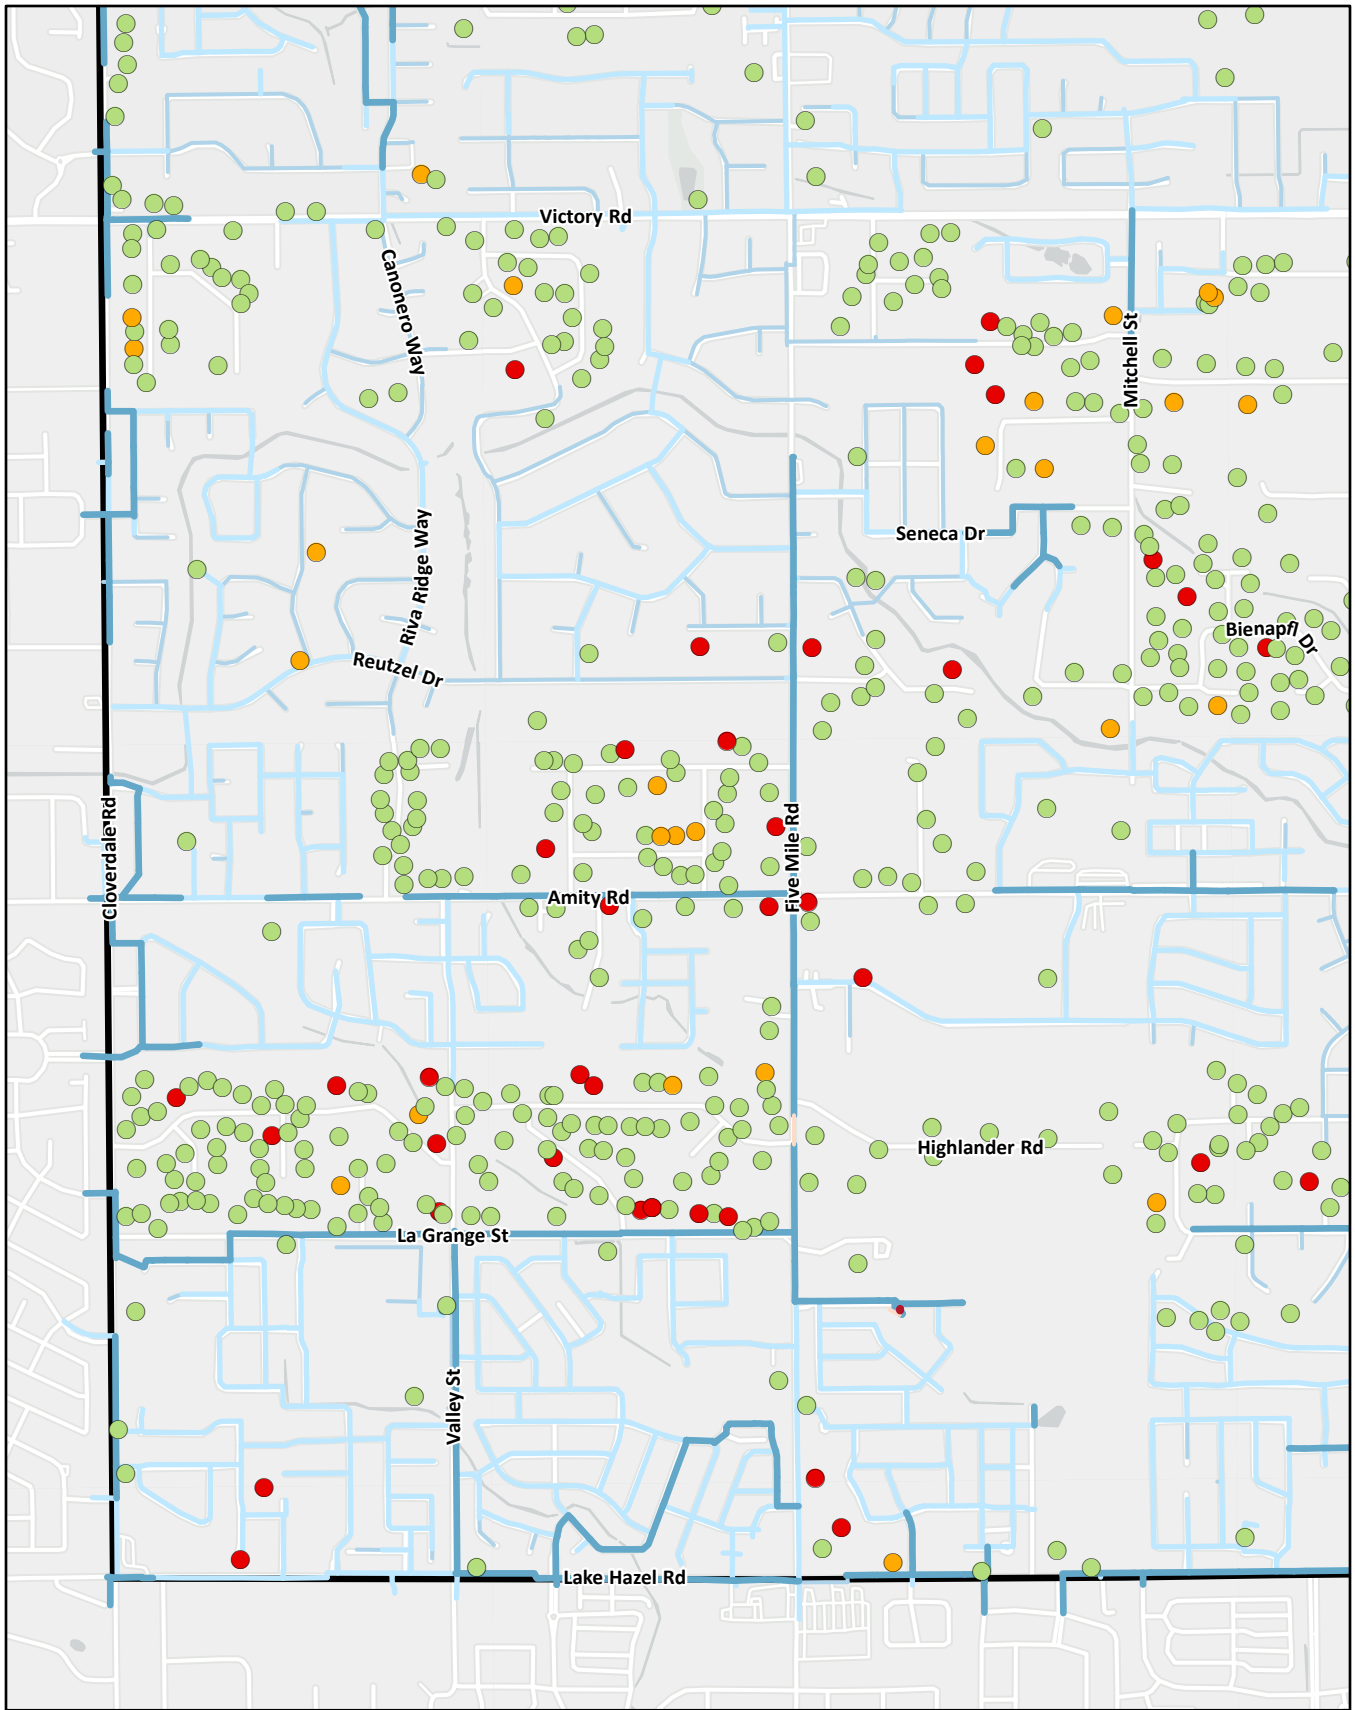 Victory Rd
Canonero Way
Mitchell St
Seneca Dr
Riva Ridge Way
Bienapfl Dr
Reutzel Dr
Cloverdale Rd
Five Mile Rd
Amity Rd
Highlander Rd
La Grange St
Valley St
Lake Hazel Rd